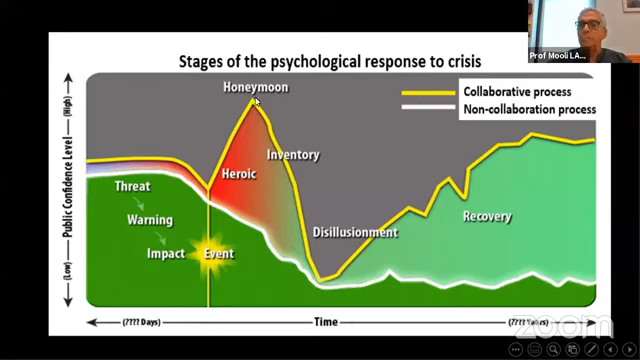 Prof Mooli LA...
Stages of the psychological response to crisis
Honeymoon
Collaborative process
Non-collaboration process
(High)
Public Confidence Level
(Low)
Inventory
Heroic
Threat
Warning
Impact
Event
Disillusionment
Recovery
(???? Days)
Time
(???? Years)
zoom